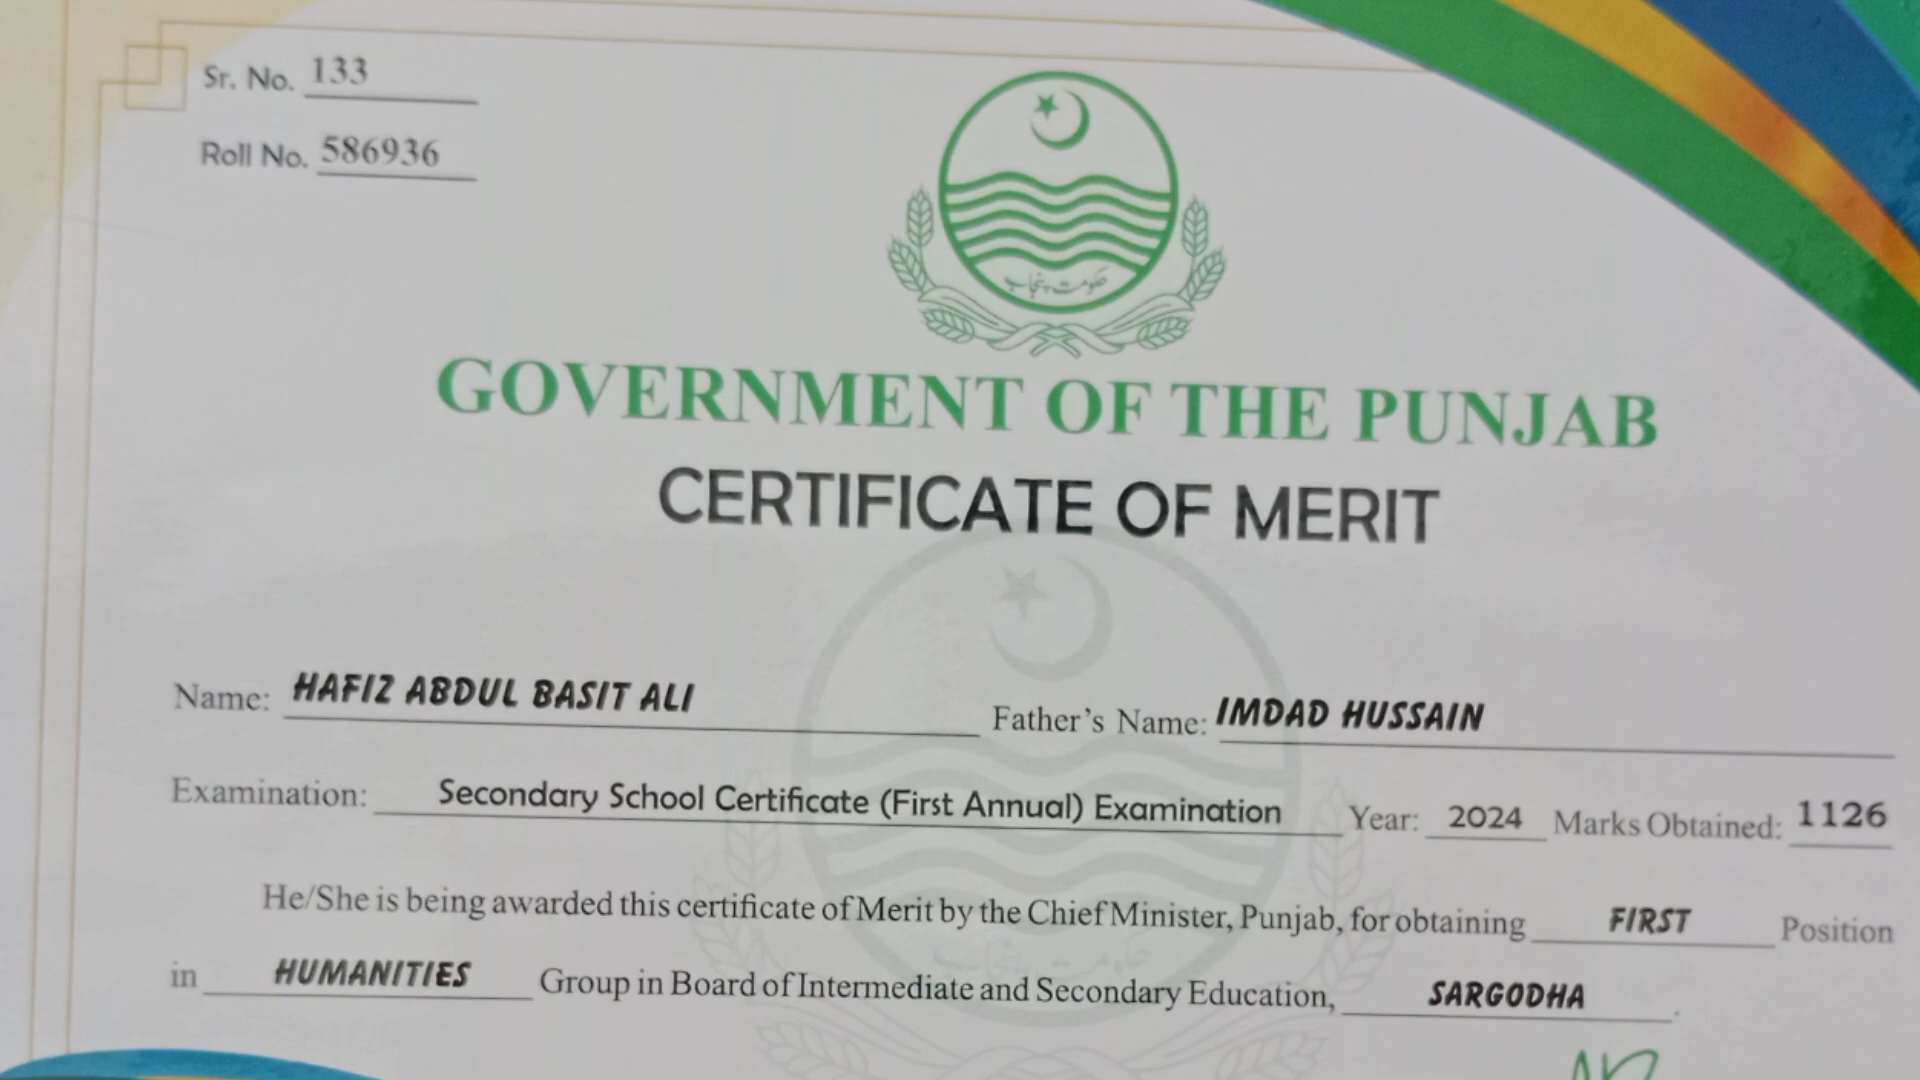 Sr. No. 133
Roll No. 586936
حکومت پنجاب
GOVERNMENT OF THE PUNJAB
CERTIFICATE OF MERIT
Name: HAFIZ ABDUL BASIT ALI Father's Name: IMDAD HUSSAIN
Examination: Secondary School Certificate (First Annual) Examination Year: 2024 Marks Obtained: 1126
He/She is being awarded this certificate of Merit by the Chief Minister, Punjab, for obtaining FIRST Position
in HUMANITIES Group in Board of Intermediate and Secondary Education, SARGODHA.